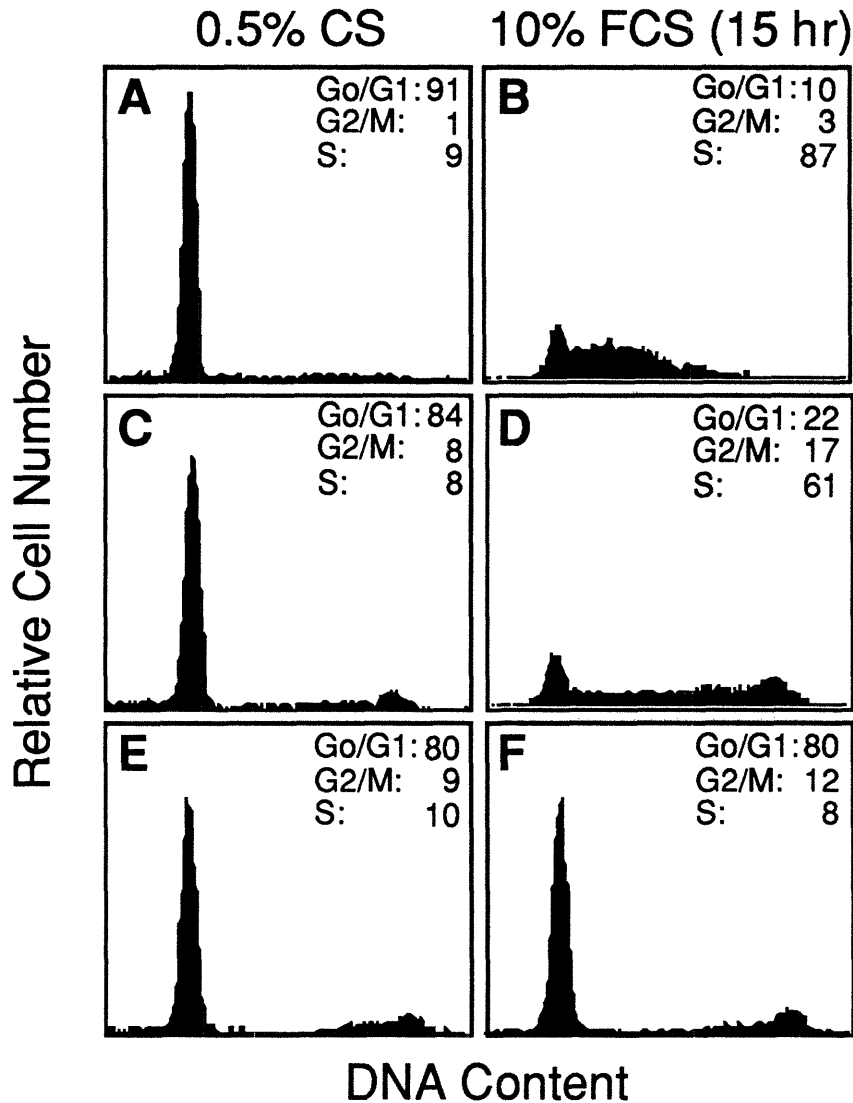 0.5% CS
10% FCS (15 hr)
A
Go/G1: 91
G2/M: 1
S: 9
B
Go/G1: 10
G2/M: 3
S: 87
C
Go/G1: 84
G2/M: 8
S: 8
D
Go/G1: 22
G2/M: 17
S: 61
E
Go/G1: 80
G2/M: 9
S: 10
F
Go/G1: 80
G2/M: 12
S: 8
Relative Cell Number
DNA Content